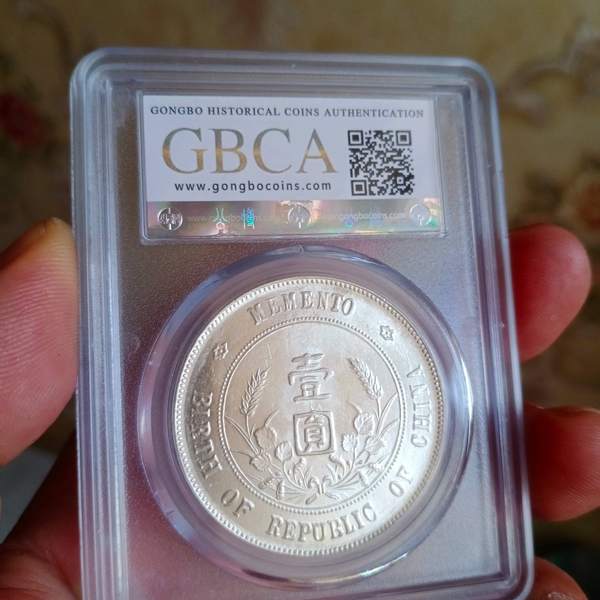 GONGBO HISTORICAL COINS AUTHENTICATION
GBCA
www.gongbocoins.com
MEMENTO
BIRTH OF REPUBLIC OF CHINA
壹
圓